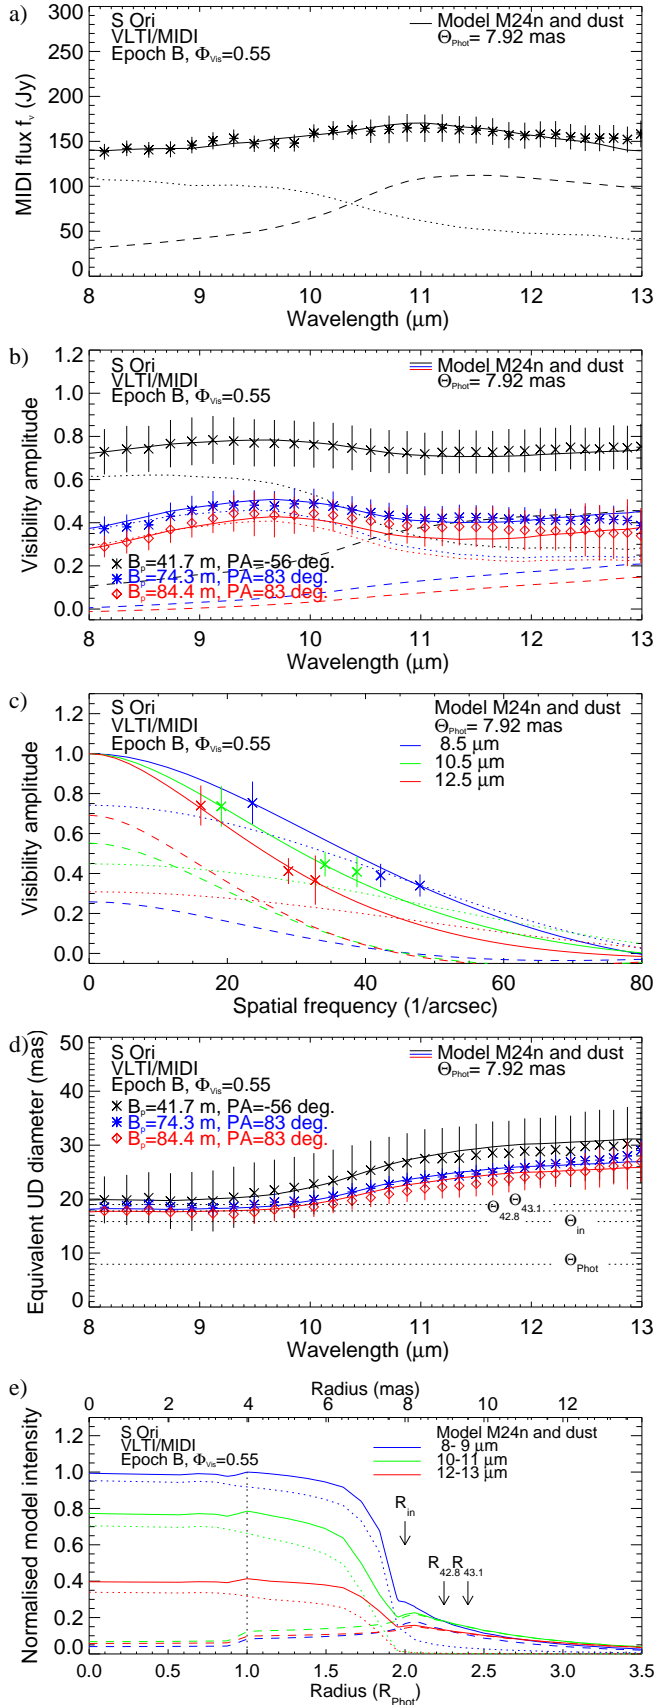 a)
S Ori
VLTI/MIDI
Epoch B, Φ_Vis=0.55
Model M24n and dust
Θ_Phot= 7.92 mas
MIDI flux f_ν (Jy)
300
250
200
150
100
50
0
8 9 10 11 12 13
Wavelength (μm)
b)
S Ori
VLTI/MIDI
Epoch B, Φ_Vis=0.55
Model M24n and dust
Θ_Phot= 7.92 mas
Visibility amplitude
1.2
1.0
0.8
0.6
0.4
0.2
0.0
B_p=41.7 m, PA=-56 deg.
B_p=74.3 m, PA=83 deg.
B_p=84.4 m, PA=83 deg.
8 9 10 11 12 13
Wavelength (μm)
c)
S Ori
VLTI/MIDI
Epoch B, Φ_Vis=0.55
Model M24n and dust
Θ_Phot= 7.92 mas
8.5 μm
10.5 μm
12.5 μm
Visibility amplitude
1.2
1.0
0.8
0.6
0.4
0.2
0.0
0 20 40 60 80
Spatial frequency (1/arcsec)
d)
S Ori
VLTI/MIDI
Epoch B, Φ_Vis=0.55
Model M24n and dust
Θ_Phot= 7.92 mas
B_p=41.7 m, PA=-56 deg.
B_p=74.3 m, PA=83 deg.
B_p=84.4 m, PA=83 deg.
Equivalent UD diameter (mas)
50
40
30
20
10
0
Θ_42.8 Θ_43.1
Θ_in
Θ_Phot
8 9 10 11 12 13
Wavelength (μm)
e)
Radius (mas)
0 2 4 6 8 10 12
S Ori
VLTI/MIDI
Epoch B, Φ_Vis=0.55
Model M24n and dust
8- 9 μm
10-11 μm
12-13 μm
Normalised model intensity
1.2
1.0
0.8
0.6
0.4
0.2
0.0
R_in
R_42.8 R_43.1
0.0 0.5 1.0 1.5 2.0 2.5 3.0 3.5
Radius (R_Phot)